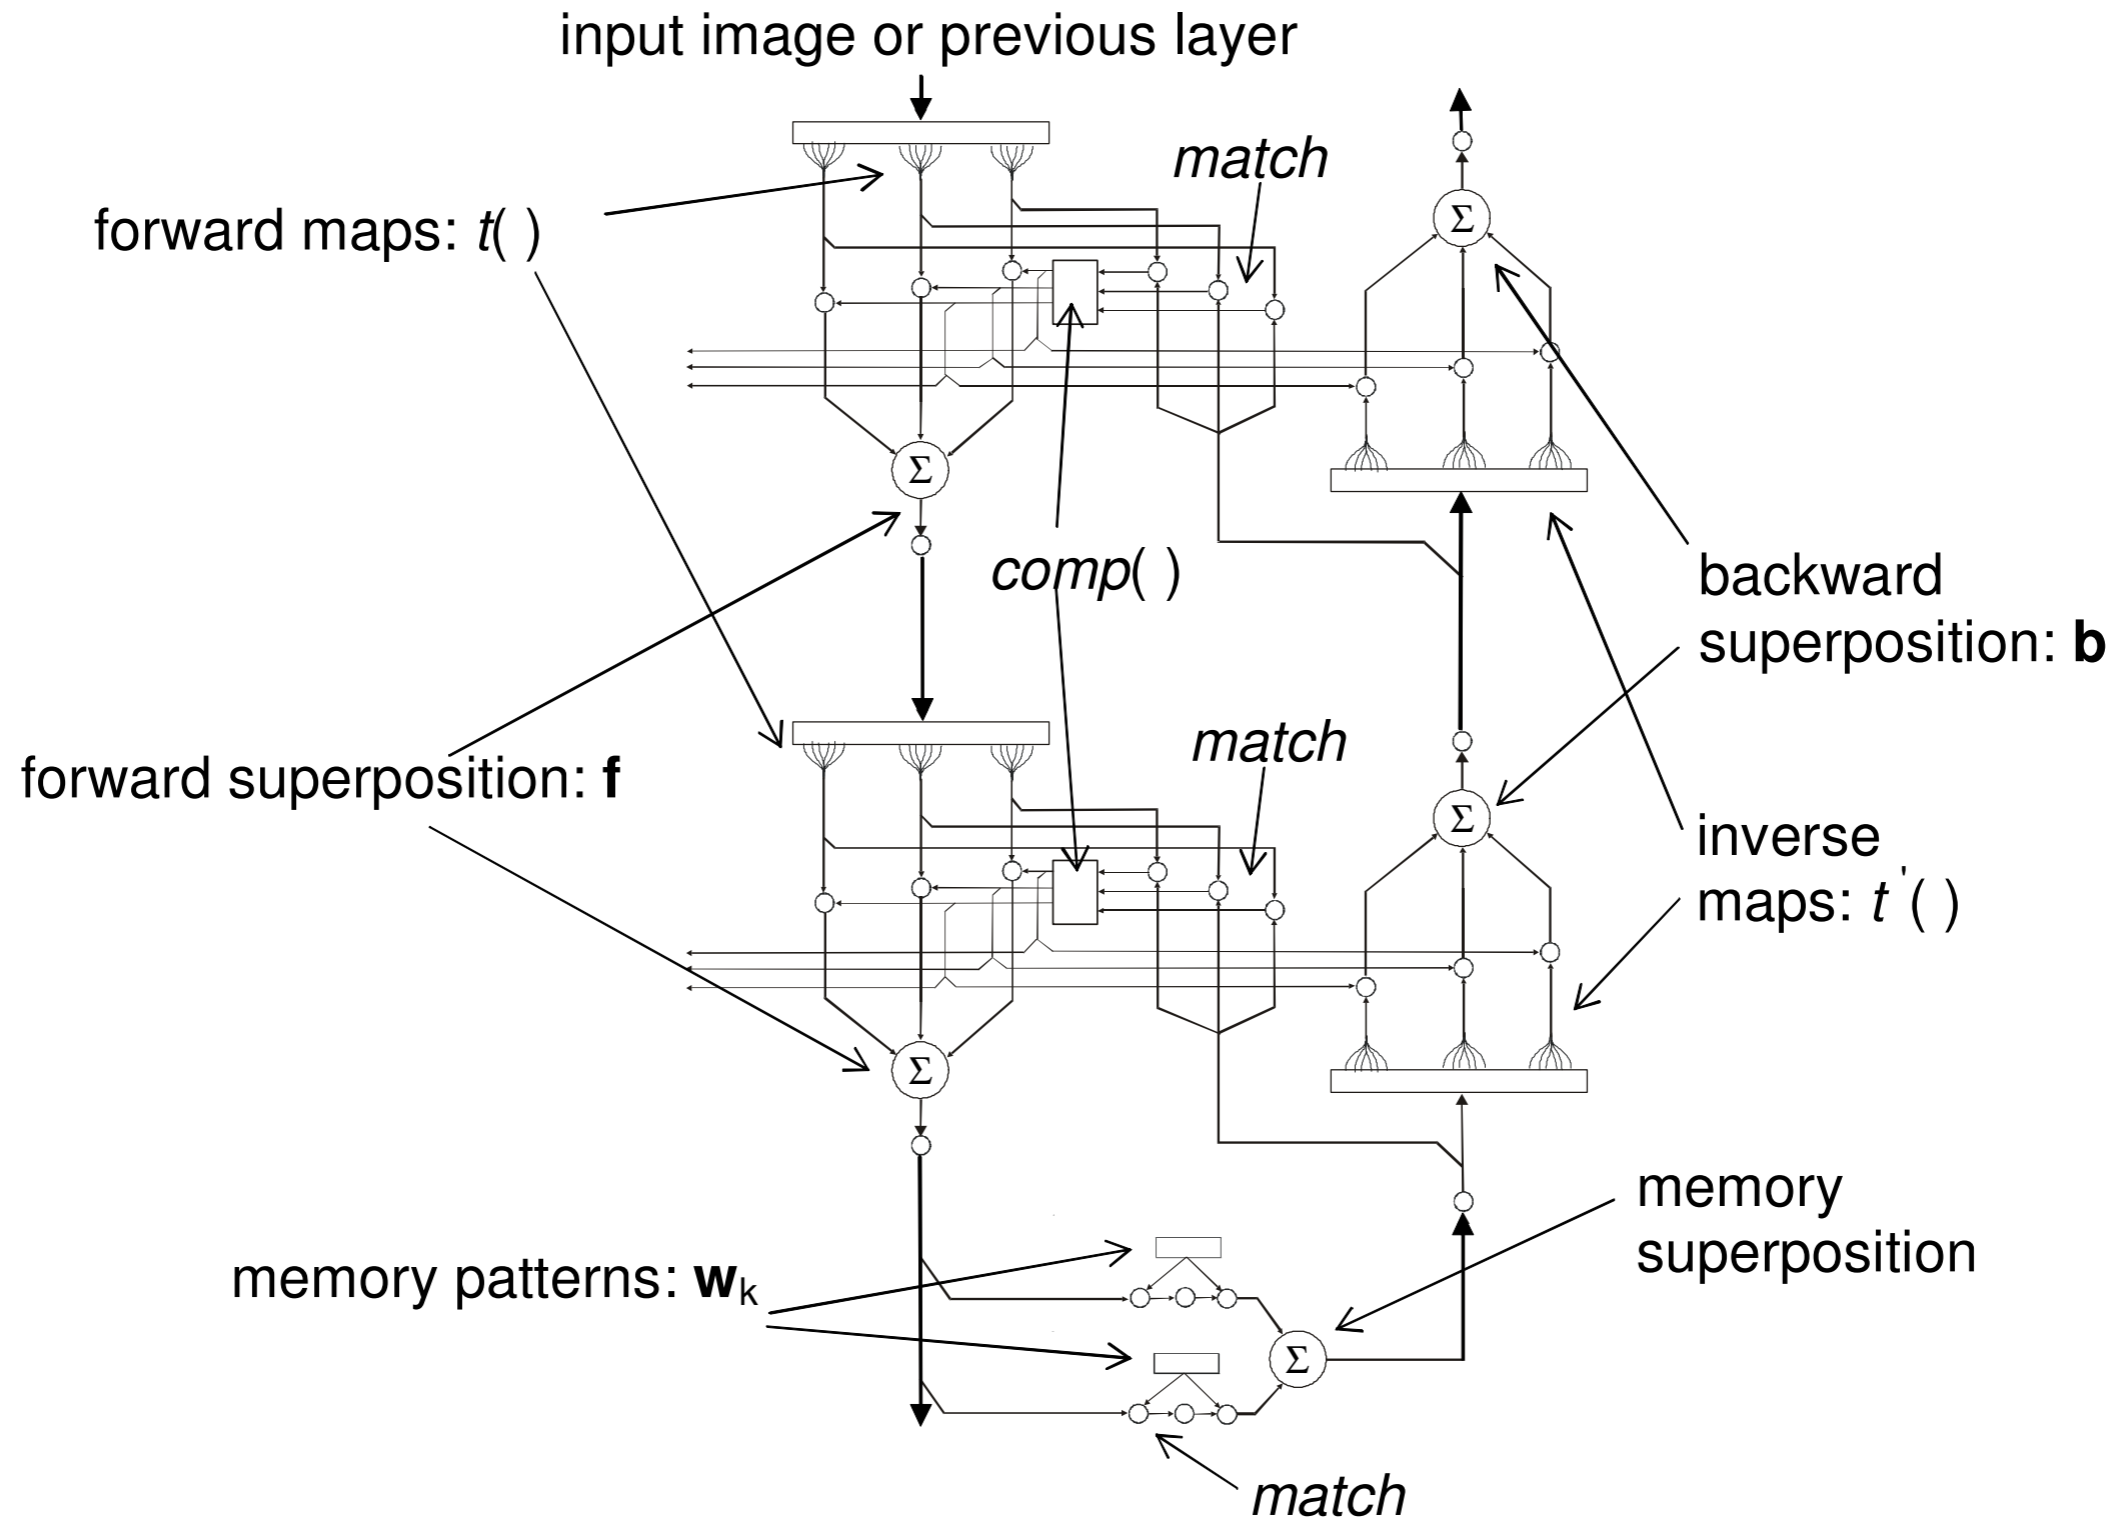 input image or previous layer
match
Σ
forward maps: t( )
Σ
comp( )
backward
superposition: b
match
forward superposition: f
Σ
inverse
maps: t '( )
Σ
memory
superposition
memory patterns: wk
Σ
match